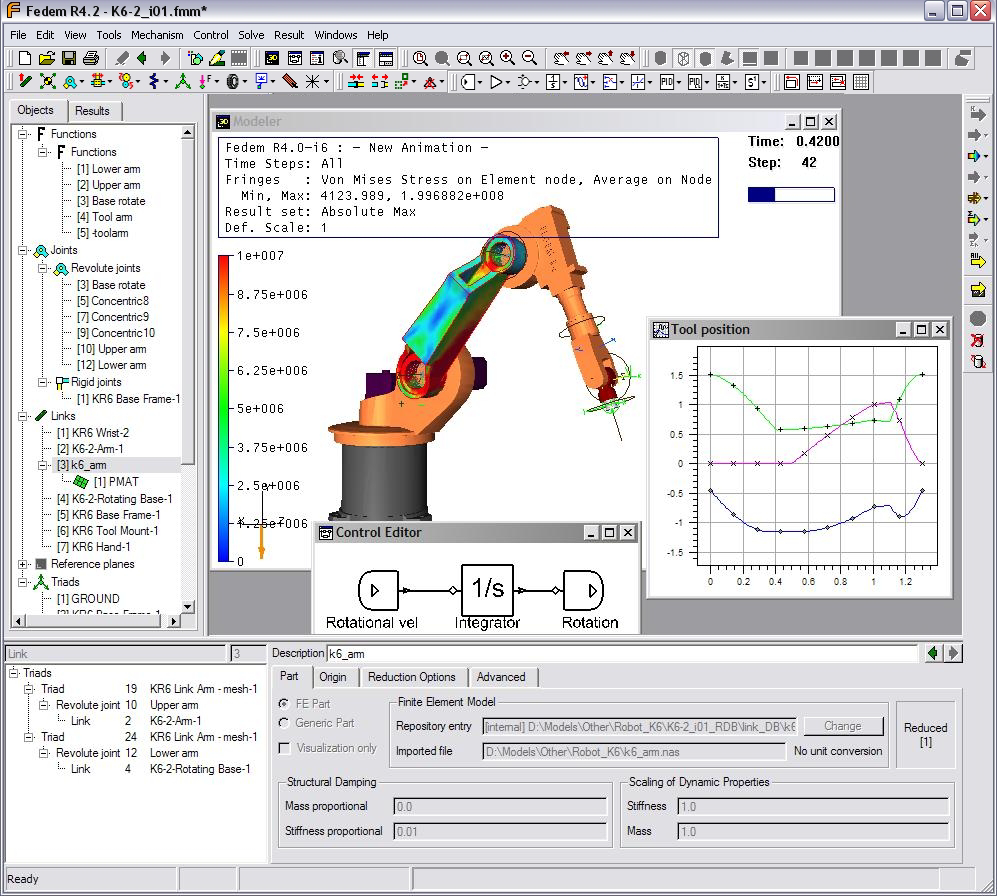 Fedem R4.2 - K6-2_i01.fmm*
File Edit View Tools Mechanism Control Solve Result Windows Help
Objects Results
Functions
Functions
[1] Lower arm
[2] Upper arm
[3] Base rotate
[4] Tool arm
[5] -toolarm
Joints
Revolute joints
[3] Base rotate
[5] Concentric8
[7] Concentric9
[9] Concentric10
[10] Upper arm
[12] Lower arm
Rigid joints
[1] KR6 Base Frame-1
Links
[1] KR6 Wrist-2
[2] K6-2-Arm-1
[3] k6_arm
[1] PMAT
[4] K6-2-Rotating Base-1
[5] KR6 Base Frame-1
[6] KR6 Tool Mount-1
[7] KR6 Hand-1
Reference planes
Triads
[1] GROUND
Modeler
Fedem R4.0-i6 : - New Animation -
Time Steps: All
Fringes : Von Mises Stress on Element node, Average on Node
Min, Max: 4123.989, 1.996882e+008
Result set: Absolute Max
Def. Scale: 1
Time: 0.4200
Step: 42
1e+007
8.75e+006
7.5e+006
6.25e+006
5e+006
3.75e+006
2.5e+006
1.25e+006
0
Tool position
1.5
1
0.5
0
-0.5
-1
-1.5
0 0.2 0.4 0.6 0.8 1 1.2
Control Editor
1/s
Rotational vel Integrator Rotation
Link 3
Triads
Triad 19 KR6 Link Arm - mesh-1
Revolute joint 10 Upper arm
Link 2 K6-2-Arm-1
Triad 24 KR6 Link Arm - mesh-1
Revolute joint 12 Lower arm
Link 4 K6-2-Rotating Base-1
Description k6_arm
Part Origin Reduction Options Advanced
FE Part
Generic Part
Visualization only
Finite Element Model
Repository entry [internal] D:\Models\Other\Robot_K6\K6-2_i01_RDB\link_DB\k6
Change
Imported file D:\Models\Other\Robot_K6\k6_arm.nas No unit conversion
Reduced
[1]
Structural Damping
Mass proportional 0.0
Stiffness proportional 0.01
Scaling of Dynamic Properties
Stiffness 1.0
Mass 1.0
Ready